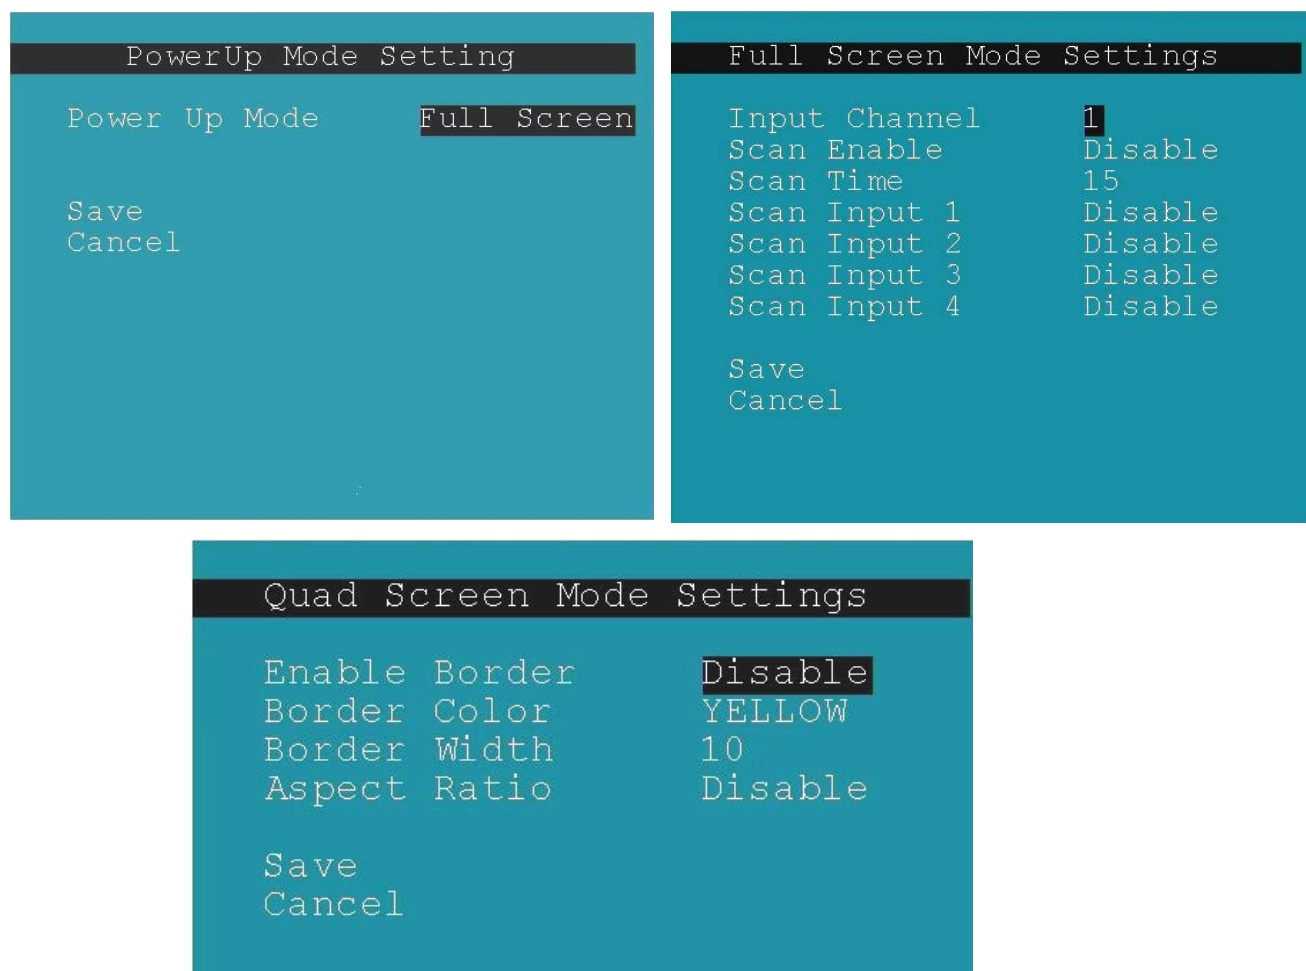 PowerUp Mode Setting
Power Up Mode Full Screen
Save
Cancel
Full Screen Mode Settings
Input Channel 1
Scan Enable Disable
Scan Time 15
Scan Input 1 Disable
Scan Input 2 Disable
Scan Input 3 Disable
Scan Input 4 Disable
Save
Cancel
Quad Screen Mode Settings
Enable Border Disable
Border Color YELLOW
Border Width 10
Aspect Ratio Disable
Save
Cancel